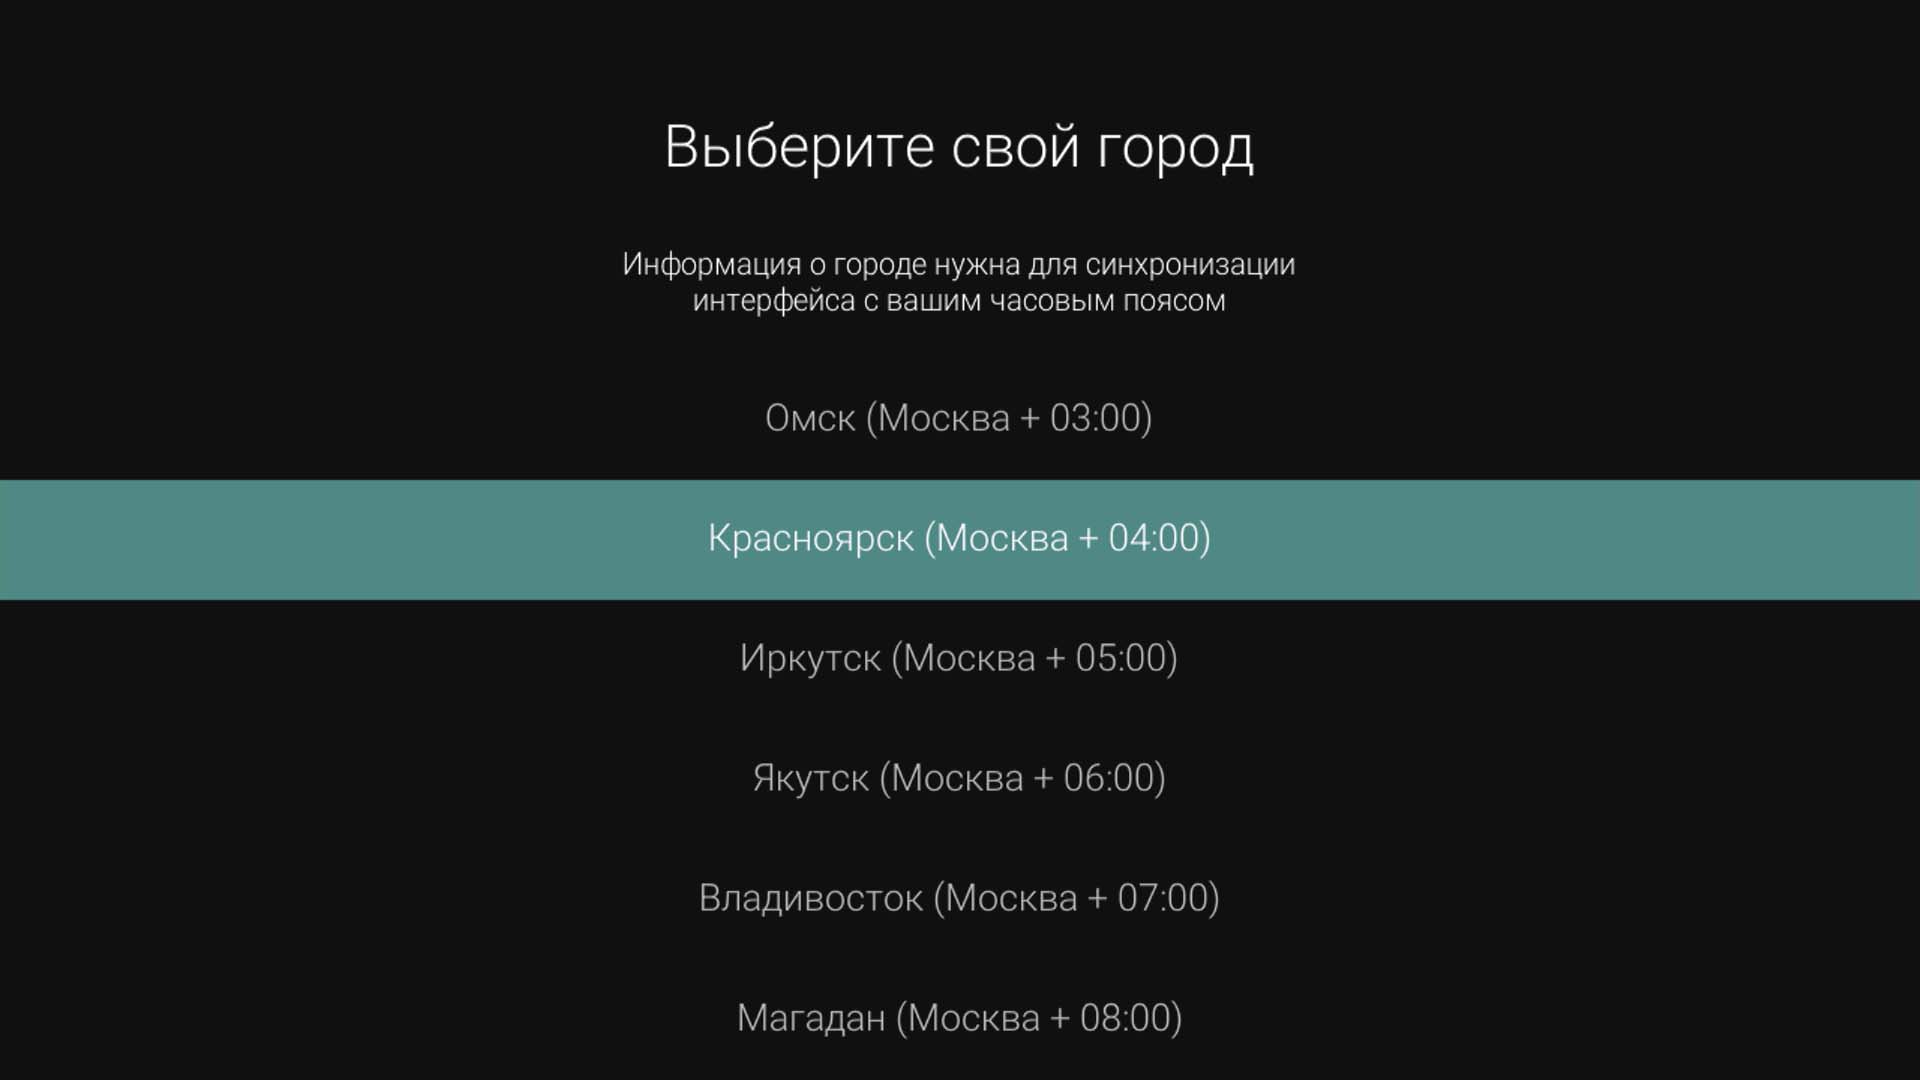 Выберите свой город
Информация о городе нужна для синхронизации
интерфейса с вашим часовым поясом
Омск (Москва + 03:00)
Красноярск (Москва + 04:00)
Иркутск (Москва + 05:00)
Якутск (Москва + 06:00)
Владивосток (Москва + 07:00)
Магадан (Москва + 08:00)